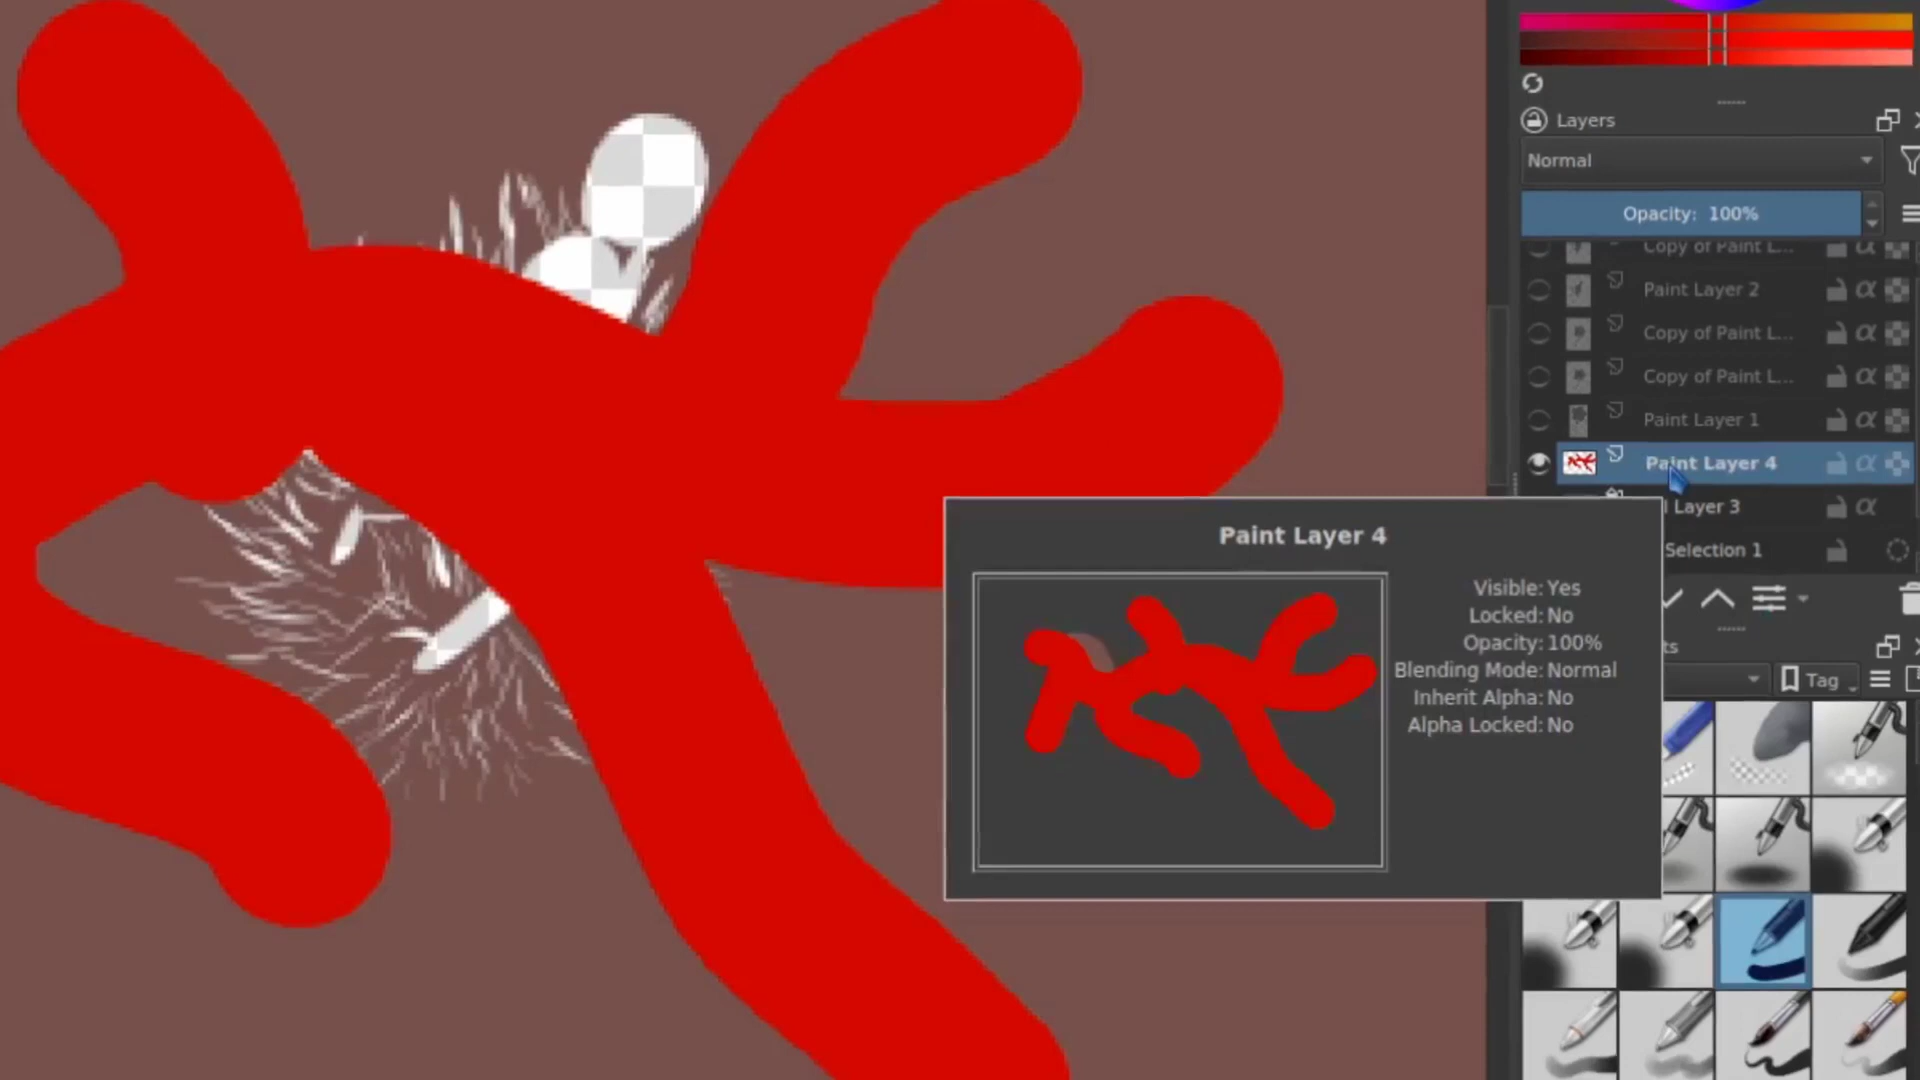 Layers
Normal
Opacity: 100%
Copy of Paint L...
Paint Layer 2
Copy of Paint L...
Copy of Paint L...
Paint Layer 1
Paint Layer 4
Layer 3
Selection 1
Paint Layer 4
Visible: Yes
Locked: No
Opacity: 100%
Blending Mode: Normal
Inherit Alpha: No
Alpha Locked: No
ts
Tag